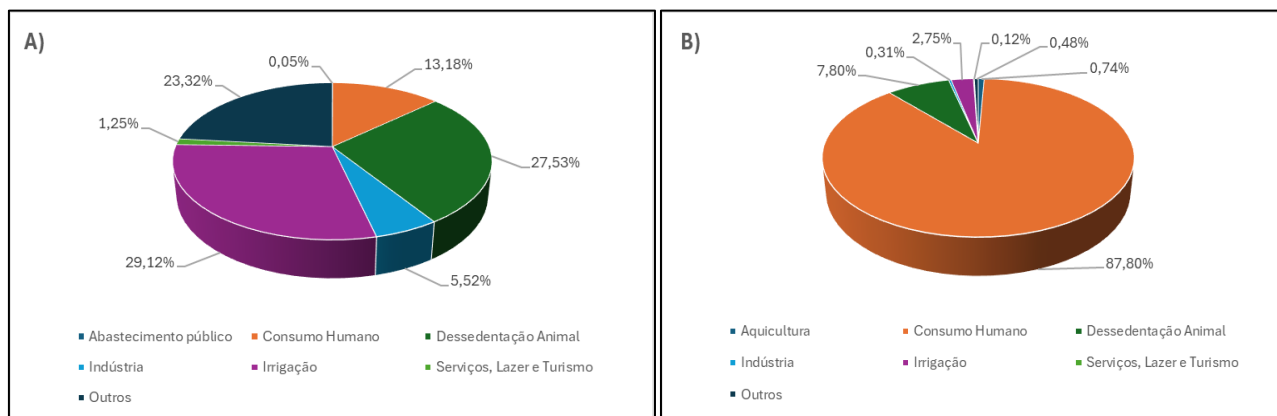 A)
0,05%
13,18%
23,32%
1,25%
27,53%
29,12%
5,52%
Abastecimento público Consumo Humano Dessedentação Animal
Indústria Irrigação Serviços, Lazer e Turismo
Outros
B)
2,75%
0,12%
0,31%
0,48%
7,80%
0,74%
87,80%
Aquicultura Consumo Humano Dessedentação Animal
Indústria Irrigação Serviços, Lazer e Turismo
Outros